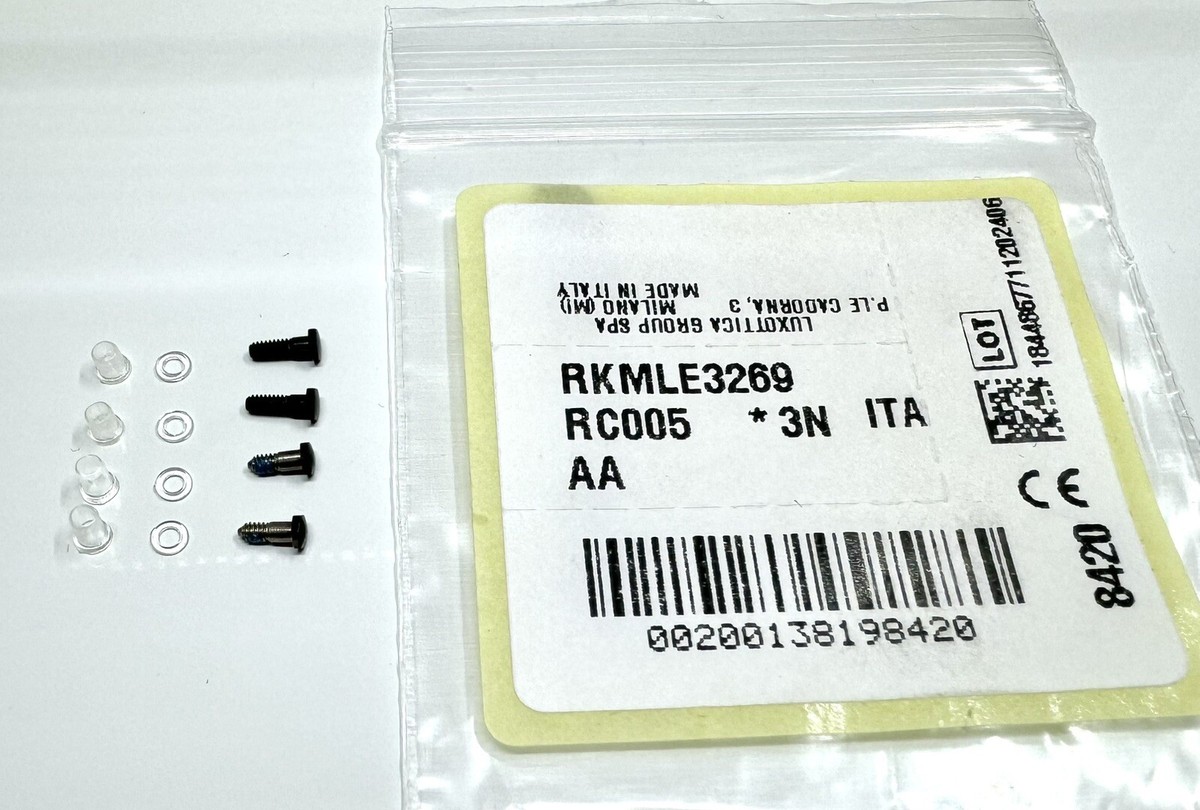 LUXOTTICA GROUP SPA
P.LE CADORNA, 3 MILANO (MI)
MADE IN ITALY
RKMLE3269
RC005 * 3N ITA
AA
00200138198420
LOT
1844867711202406
CE
8420